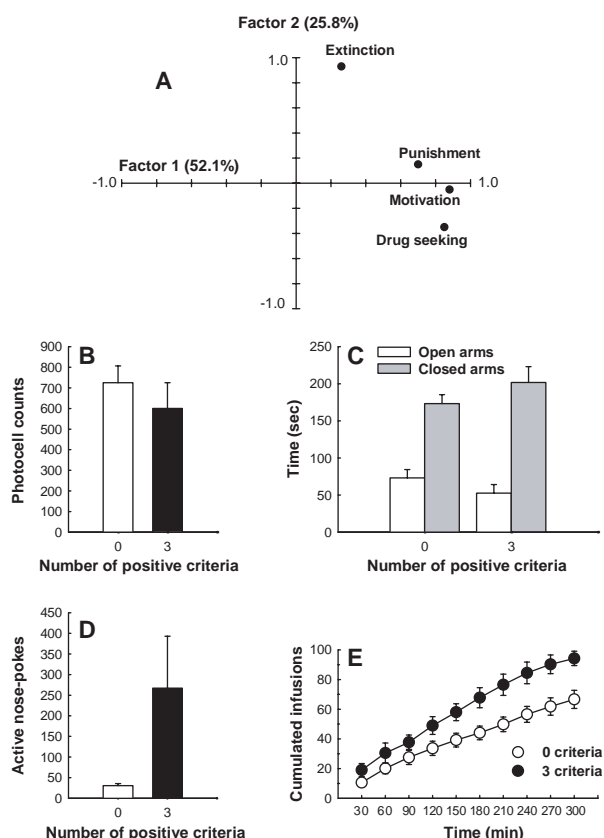 Factor 2 (25.8%)
1.0
Extinction
A
Factor 1 (52.1%)
Punishment
-1.0
1.0
Motivation
Drug seeking
-1.0
B
Photocell counts
900
800
700
600
500
400
300
200
100
0
0 3
Number of positive criteria
C
Open arms
Closed arms
Time (sec)
250
200
150
100
50
0
0 3
Number of positive criteria
D
Active nose-pokes
450
400
350
300
250
200
150
100
50
0
0 3
Number of positive criteria
E
Cumulated infusions
100
80
60
40
20
0
0 criteria
3 criteria
30 60 90 120 150 180 210 240 270 300
Time (min)